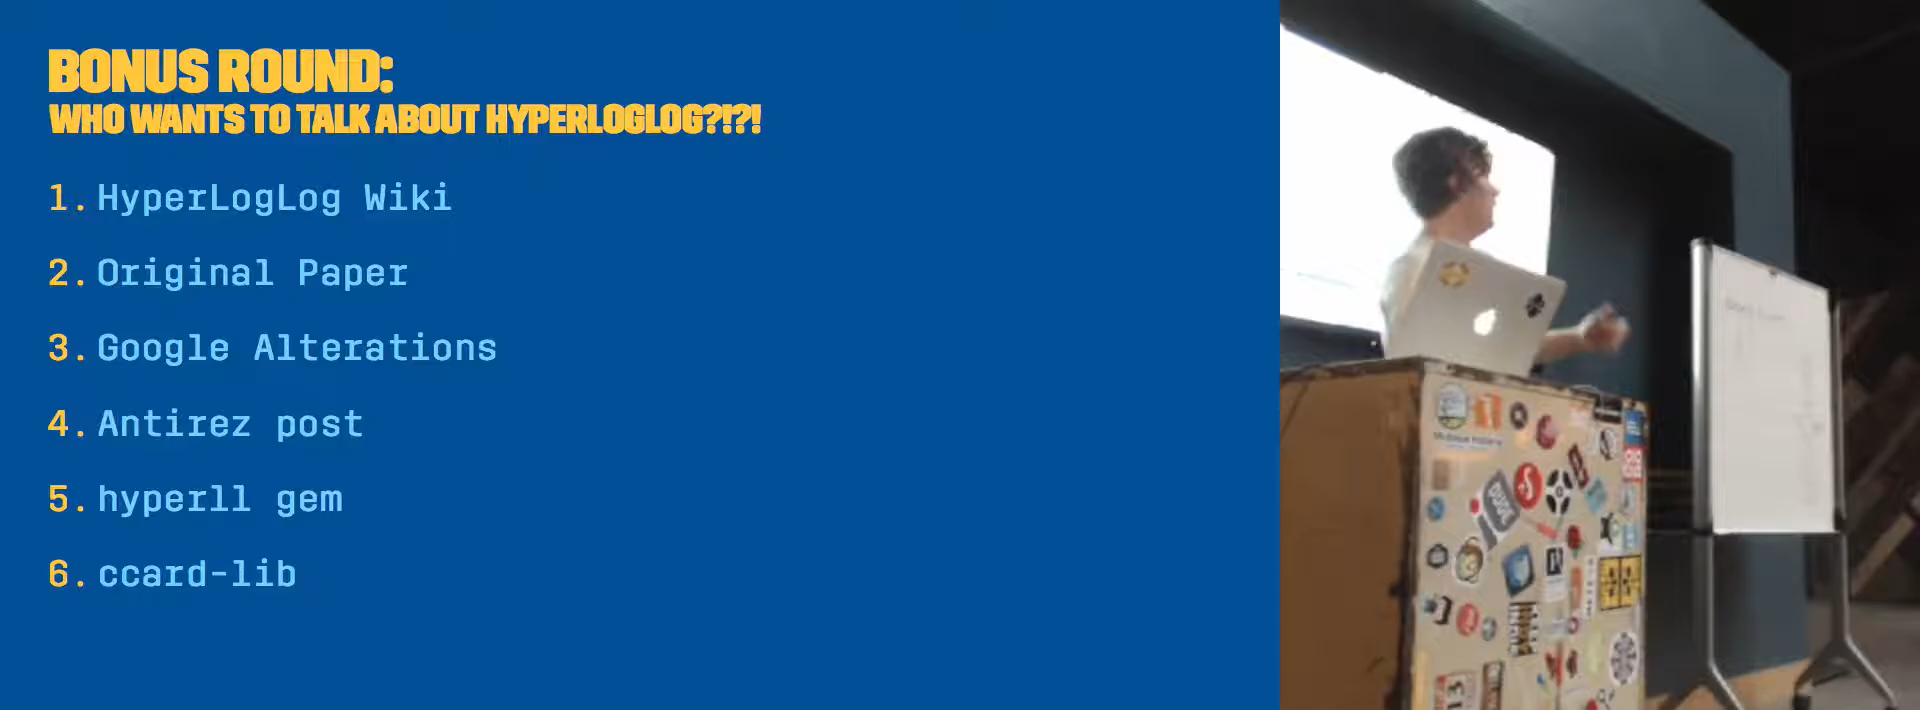 BONUS ROUND:
WHO WANTS TO TALK ABOUT HYPERLOGLOG?!?!
1. HyperLogLog Wiki
2. Original Paper
3. Google Alterations
4. Antirez post
5. hyperll gem
6. ccard-lib